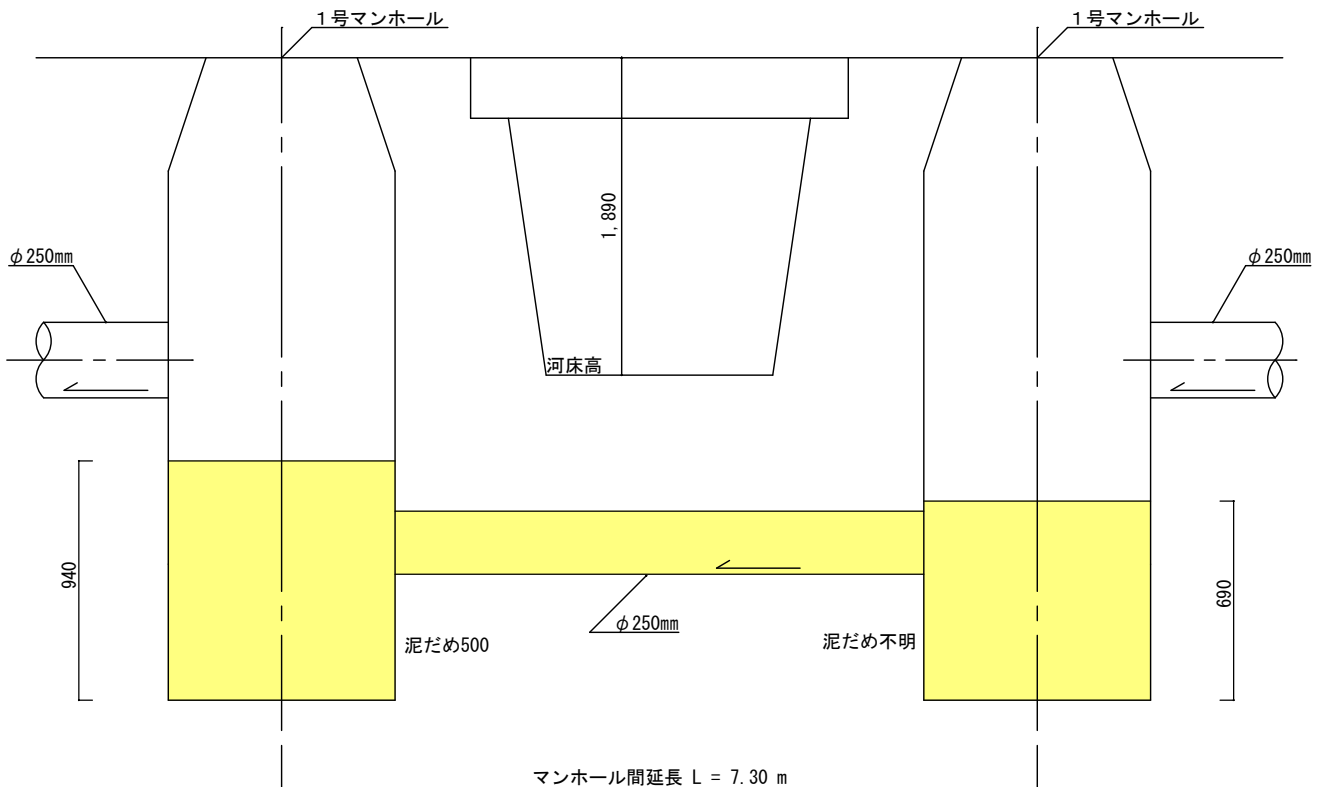 1号マンホール
1号マンホール
1,890
φ250mm
φ250mm
河床高
940
690
φ250mm
泥だめ500
泥だめ不明
マンホール間延長 L = 7.30 m